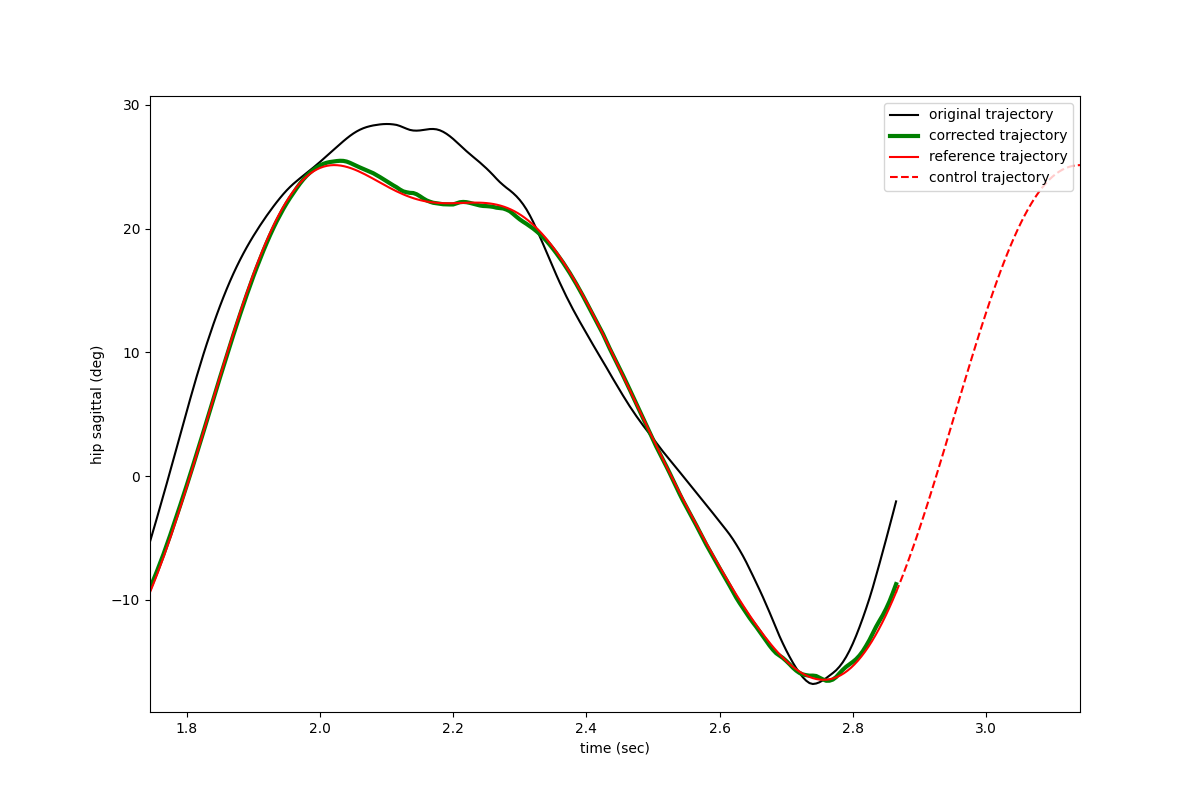 30
20
10
0
−10
hip sagittal (deg)
original trajectory
corrected trajectory
reference trajectory
control trajectory
1.8
2.0
2.2
2.4
2.6
2.8
3.0
time (sec)